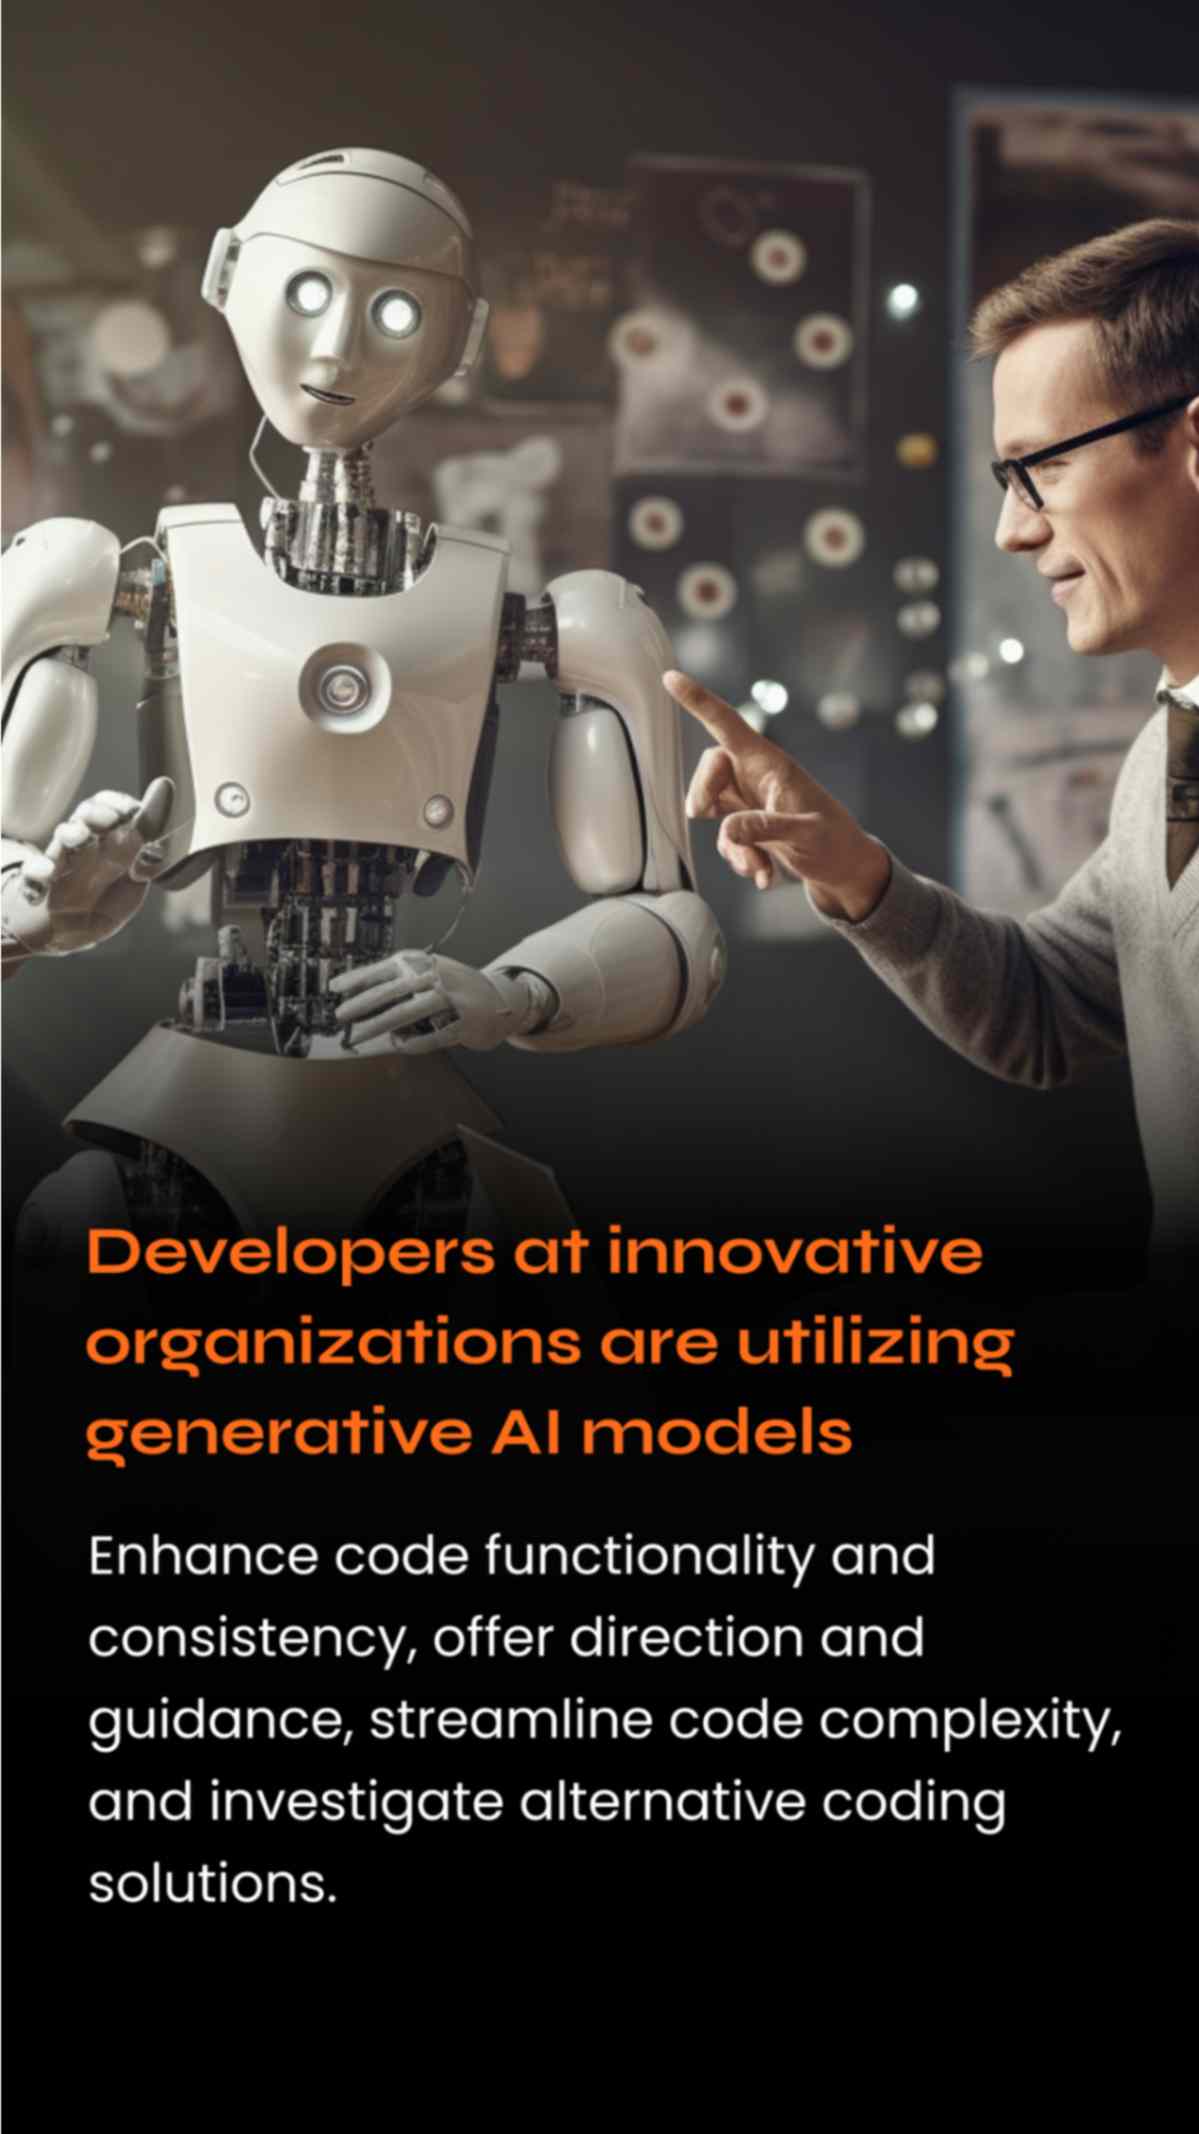 Developers at innovative
organizations are utilizing
generative AI models
Enhance code functionality and
consistency, offer direction and
guidance, streamline code complexity,
and investigate alternative coding
solutions.